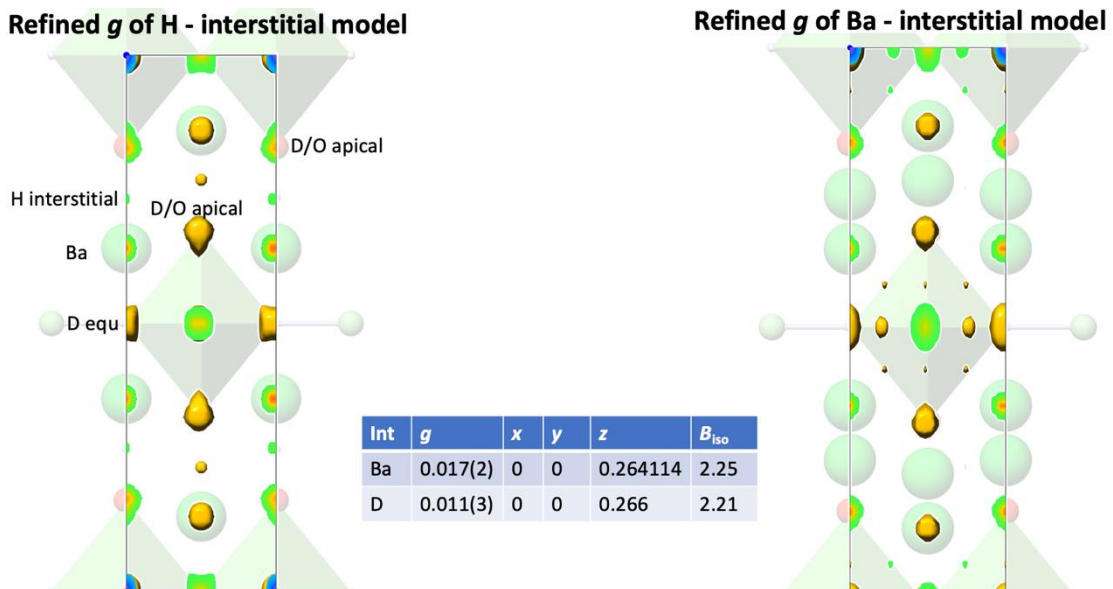 Refined g of H - interstitial model
Refined g of Ba - interstitial model
D/O apical
H interstitial
D/O apical
Ba
D equ
Int g x y z Biso
Ba 0.017(2) 0 0 0.264114 2.25
D 0.011(3) 0 0 0.266 2.21